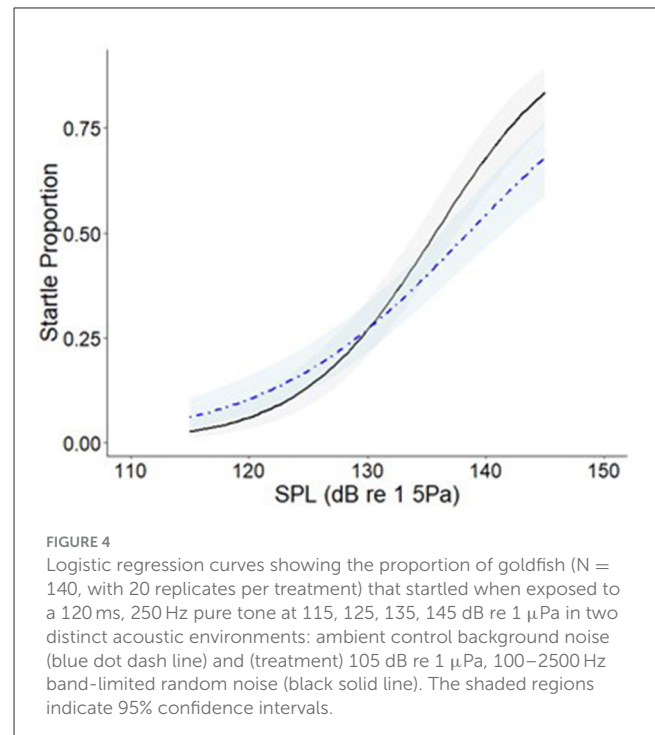 0.75
0.50
0.25
0.00
Startle Proportion
110 120 130 140 150
SPL (dB re 1 5Pa)
FIGURE 4
Logistic regression curves showing the proportion of goldfish (N =
140, with 20 replicates per treatment) that startled when exposed to
a 120 ms, 250 Hz pure tone at 115, 125, 135, 145 dB re 1 μPa in two
distinct acoustic environments: ambient control background noise
(blue dot dash line) and (treatment) 105 dB re 1 μPa, 100–2500 Hz
band-limited random noise (black solid line). The shaded regions
indicate 95% confidence intervals.